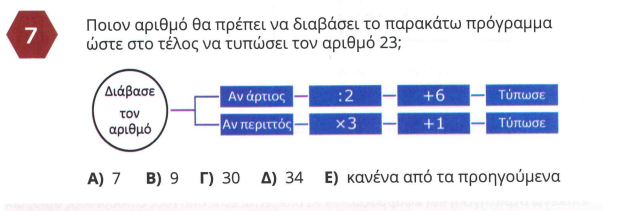 7
Ποιον αριθμό θα πρέπει να διαβάσει το παρακάτω πρόγραμμα
ώστε στο τέλος να τυπώσει τον αριθμό 23;
Διάβασε
τον
αριθμό
Αν άρτιος :2 +6 Τύπωσε
Αν περιττός ×3 +1 Τύπωσε
Α) 7 Β) 9 Γ) 30 Δ) 34 Ε) κανένα από τα προηγούμενα